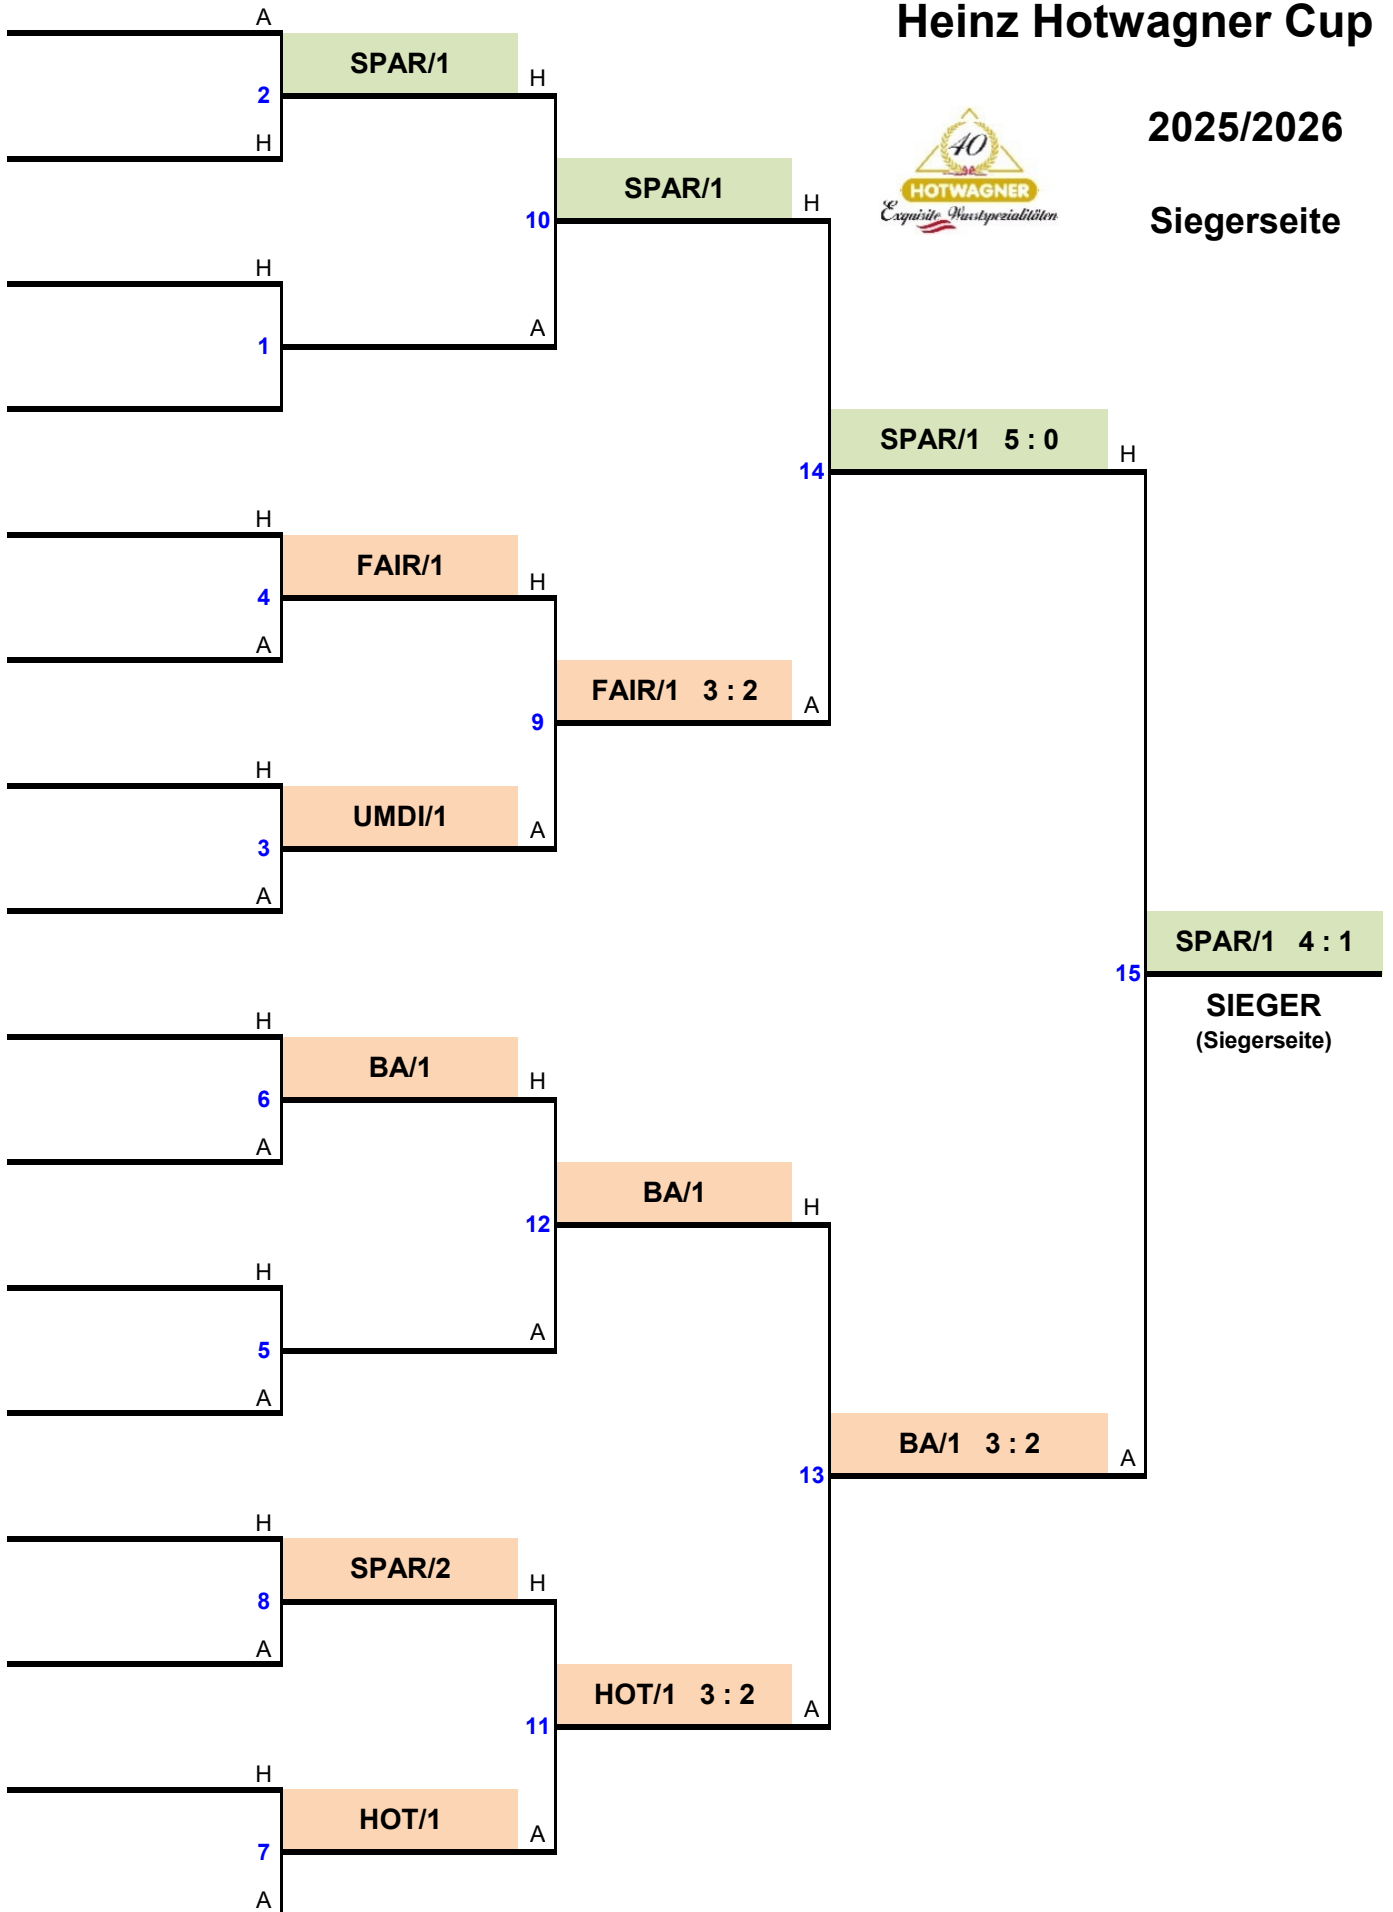 Heinz Hotwagner Cup
2025/2026
Siegerseite
40
HOTWAGNER
Exquisite Wurstspezialitäten
A
SPAR/1
H
2
H
SPAR/1
H
10
H
A
1
SPAR/1 5 : 0
H
14
H
FAIR/1
H
4
A
FAIR/1 3 : 2
A
9
H
UMDI/1
A
3
A
SPAR/1 4 : 1
15
SIEGER
(Siegerseite)
H
BA/1
H
6
A
BA/1
H
12
H
A
5
A
BA/1 3 : 2
A
13
H
SPAR/2
H
8
A
HOT/1 3 : 2
A
11
H
HOT/1
A
7
A